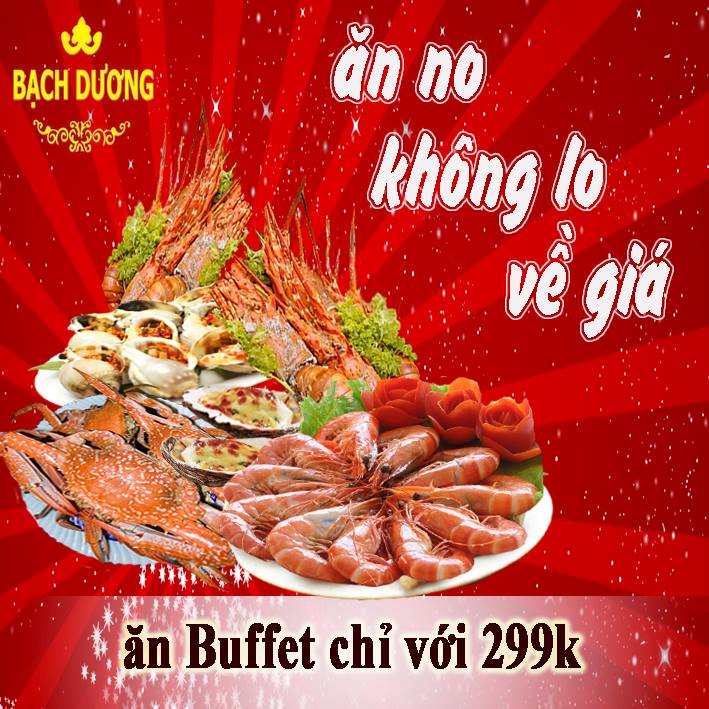 BẠCH DƯƠNG
ăn no
không lo
về giá
ăn Buffet chỉ với 299k